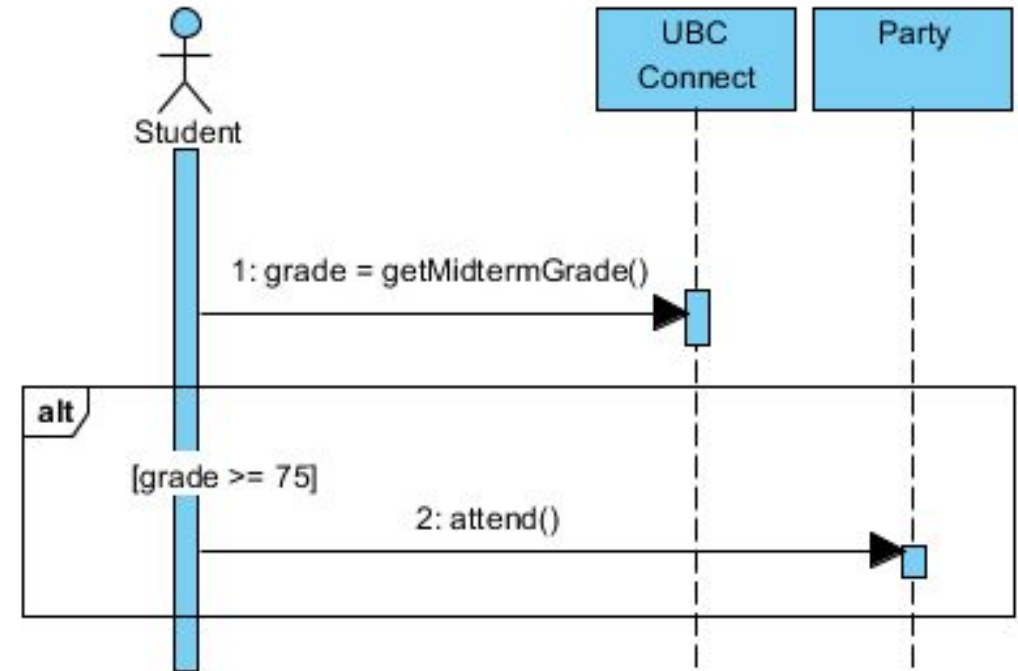 UBC
Connect
Party
Student
1: grade = getMidtermGrade()
alt
[grade >= 75]
2: attend()